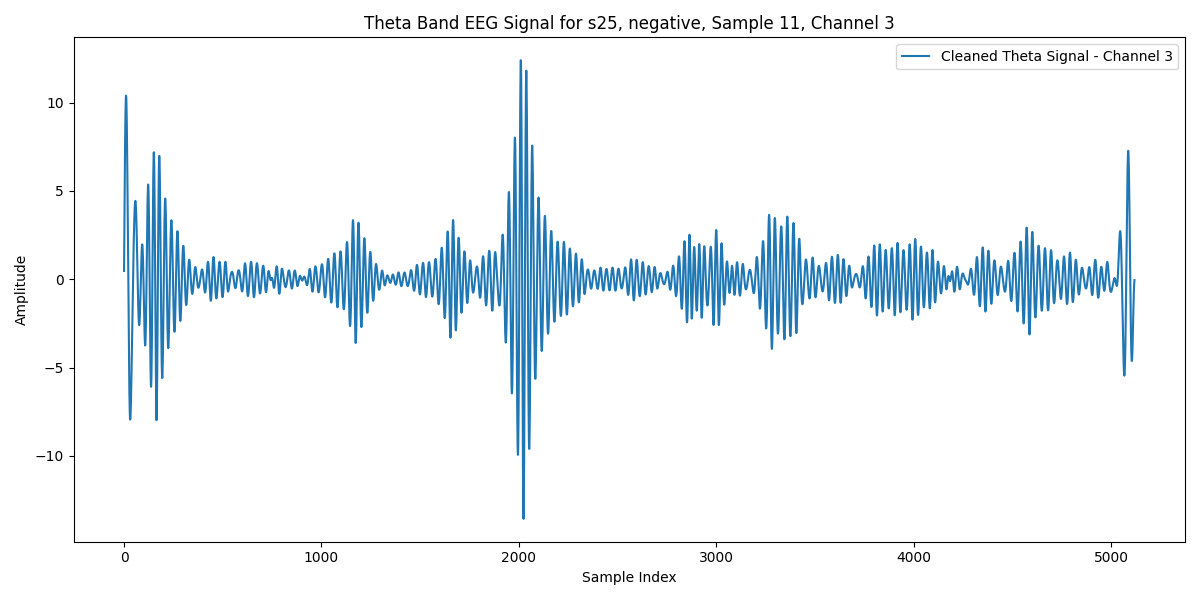 Theta Band EEG Signal for s25, negative, Sample 11, Channel 3
Cleaned Theta Signal - Channel 3
Amplitude
10
5
0
−5
−10
0 1000 2000 3000 4000 5000
Sample Index